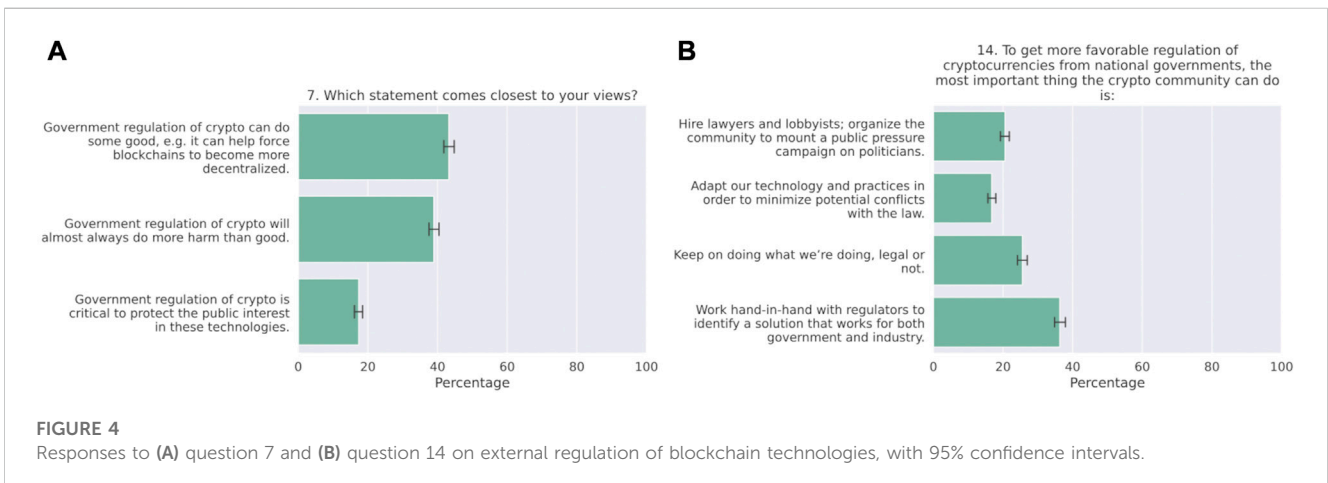 A
7. Which statement comes closest to your views?
Government regulation of crypto can do
some good, e.g. it can help force
blockchains to become more
decentralized.
Government regulation of crypto will
almost always do more harm than good.
Government regulation of crypto is
critical to protect the public interest
in these technologies.
0 20 40 60 80 100
Percentage
B
14. To get more favorable regulation of
cryptocurrencies from national governments, the
most important thing the crypto community can do
is:
Hire lawyers and lobbyists; organize the
community to mount a public pressure
campaign on politicians.
Adapt our technology and practices in
order to minimize potential conflicts
with the law.
Keep on doing what we're doing, legal or
not.
Work hand-in-hand with regulators to
identify a solution that works for both
government and industry.
0 20 40 60 80 100
Percentage
FIGURE 4
Responses to (A) question 7 and (B) question 14 on external regulation of blockchain technologies, with 95% confidence intervals.